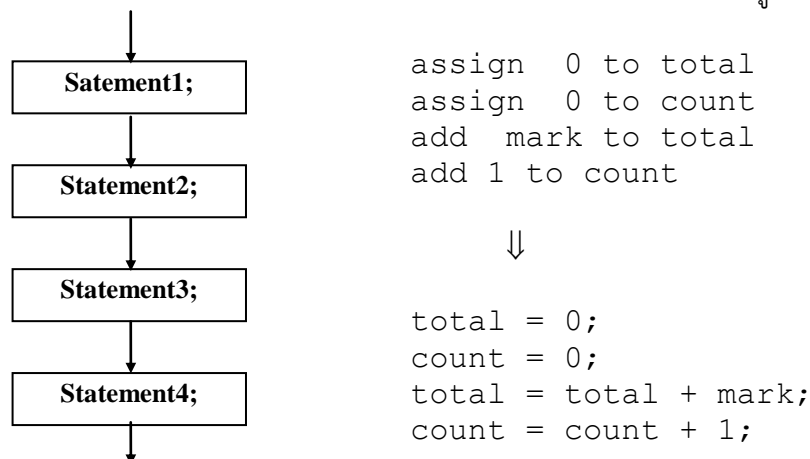 Satement1;
Statement2;
Statement3;
Statement4;
assign  0 to total
assign  0 to count
add  mark to total
add 1 to count
⇓
total = 0;
count = 0;
total = total + mark;
count = count + 1;